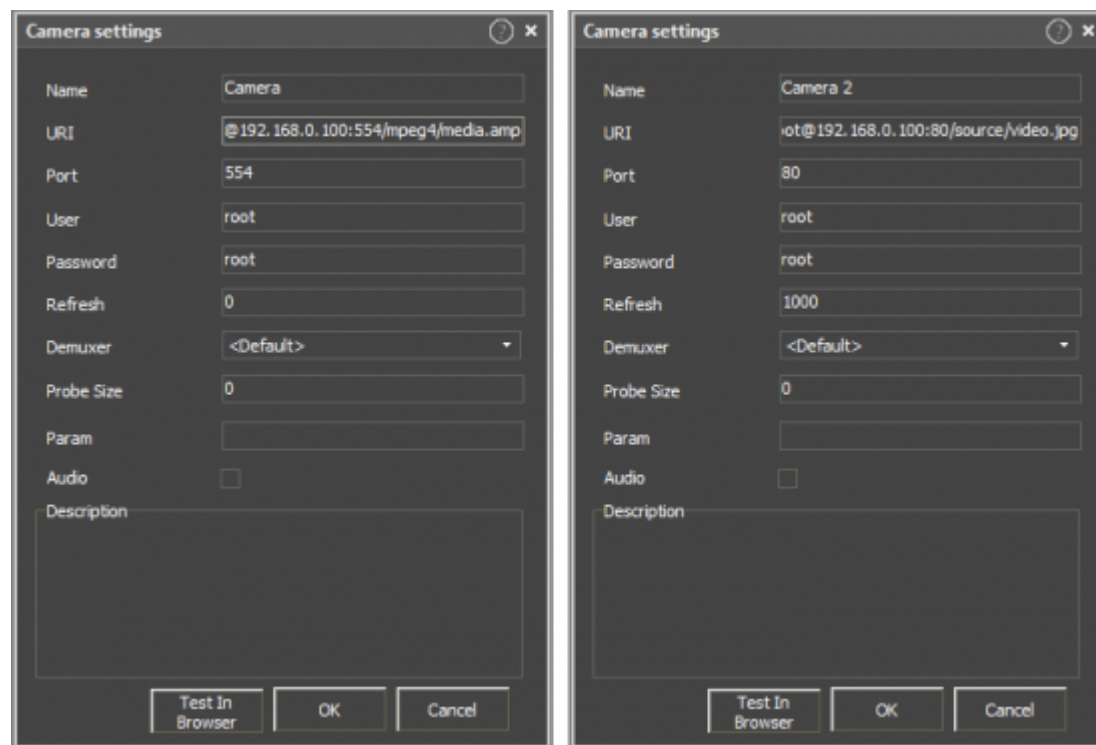 Camera settings
Name
Camera
URI
@192.168.0.100:554/mpeg4/media.amp
Port
554
User
root
Password
root
Refresh
0
Demuxer
<Default>
Probe Size
0
Param
Audio
Description
Test In
Browser
OK
Cancel
Camera settings
Name
Camera 2
URI
ot@192.168.0.100:80/source/video.jpg
Port
80
User
root
Password
root
Refresh
1000
Demuxer
<Default>
Probe Size
0
Param
Audio
Description
Test In
Browser
OK
Cancel